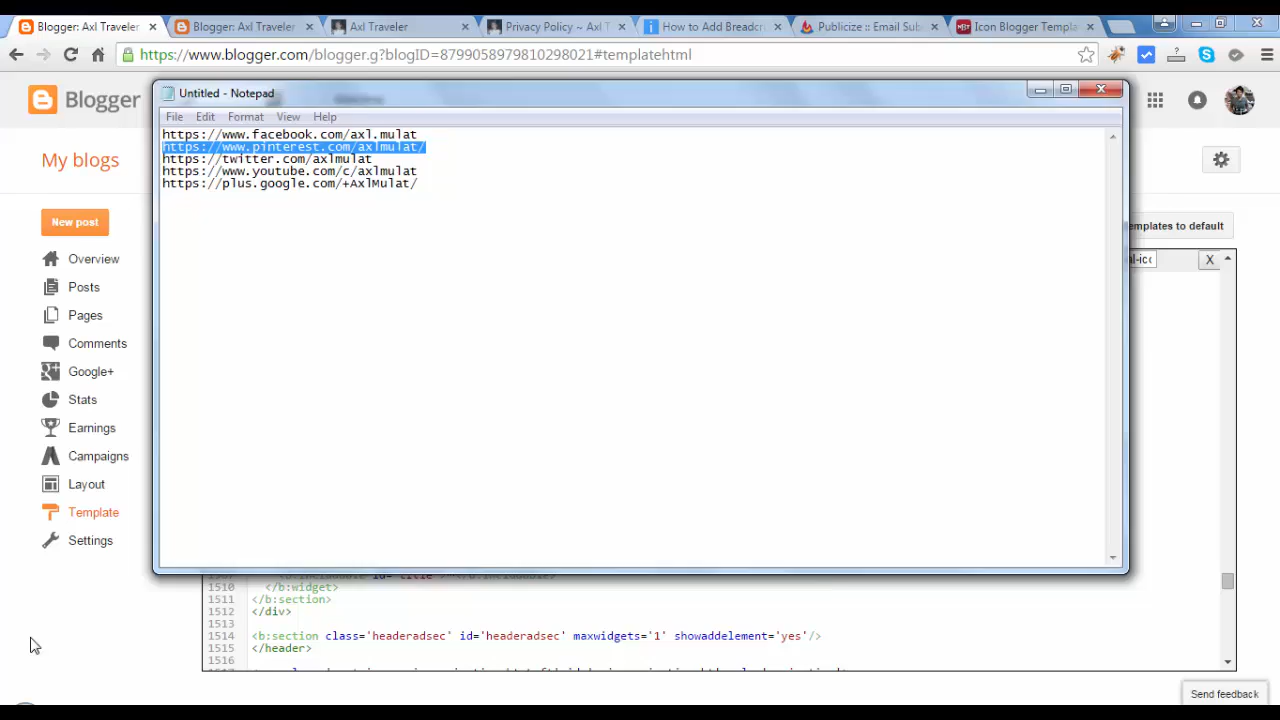 Blogger: Axl Traveler
Blogger: Axl Traveler
Axl Traveler
Privacy Policy ~ Axl T
How to Add Breadcr
Publicize :: Email Sub
Icon Blogger Templa
https://www.blogger.com/blogger.g?blogID=8799058979810298021#templatehtml
Blogger
Untitled - Notepad
File Edit Format View Help
https://www.facebook.com/axl.mulat
https://www.pinterest.com/axlmulat/
https://twitter.com/axlmulat
https://www.youtube.com/c/axlmulat
https://plus.google.com/+AxlMulat/
My blogs
New post
emplates to default
al-ico
X
Overview
Posts
Pages
Comments
Google+
Stats
Earnings
Campaigns
Layout
Template
Settings
1510 </b:widget>
1511 </b:section>
1512 </div>
1513
1514 <b:section class='headeradsec' id='headeradsec' maxwidgets='1' showaddelement='yes'/>
1515 </header>
1516
Send feedback